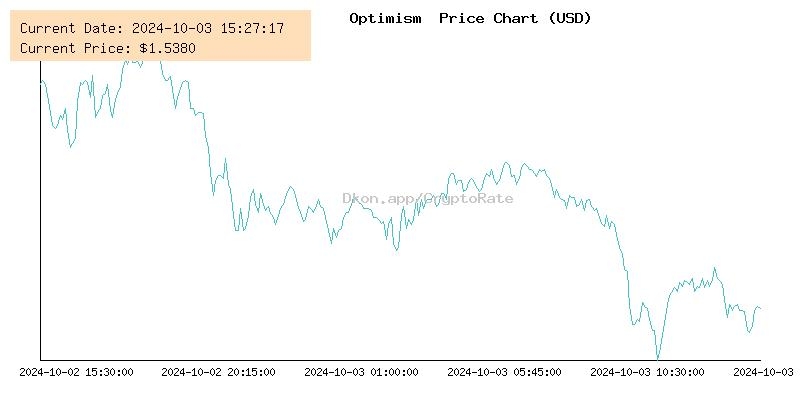 Optimism Price Chart (USD)
Current Date: 2024-10-03 15:27:17
Current Price: $1.5380
Dkon.app/CryptoRate
2024-10-02 15:30:00 2024-10-02 20:15:00 2024-10-03 01:00:00 2024-10-03 05:45:00 2024-10-03 10:30:00 2024-10-03